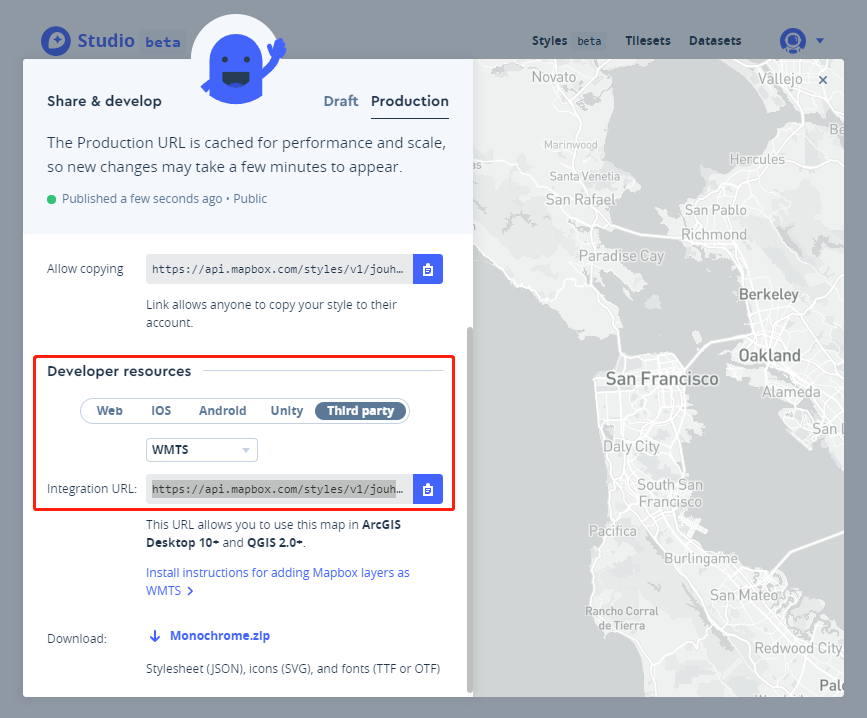 Studio beta
Styles beta Tilesets Datasets
Share & develop
Draft Production
The Production URL is cached for performance and scale,
so new changes may take a few minutes to appear.
Published a few seconds ago • Public
Allow copying https://api.mapbox.com/styles/v1/jouh…
Link allows anyone to copy your style to their
account.
Developer resources
Web iOS Android Unity Third party
WMTS
Integration URL: https://api.mapbox.com/styles/v1/jouh…
This URL allows you to use this map in ArcGIS
Desktop 10+ and QGIS 2.0+.
Install instructions for adding Mapbox layers as
WMTS
Download: Monochrome.zip
Stylesheet (JSON), icons (SVG), and fonts (TTF or OTF)
Novato
Vallejo
Marinwood
Hercules
Santa Venetia
San Rafael
San Pablo
Richmond
Paradise Cay
Berkeley
Oakland
San Francisco
Alameda
Daly City
South San
Francisco
Pacifica
Burlingame
San Mateo
Rancho Corral
de Tierra
Redwood City